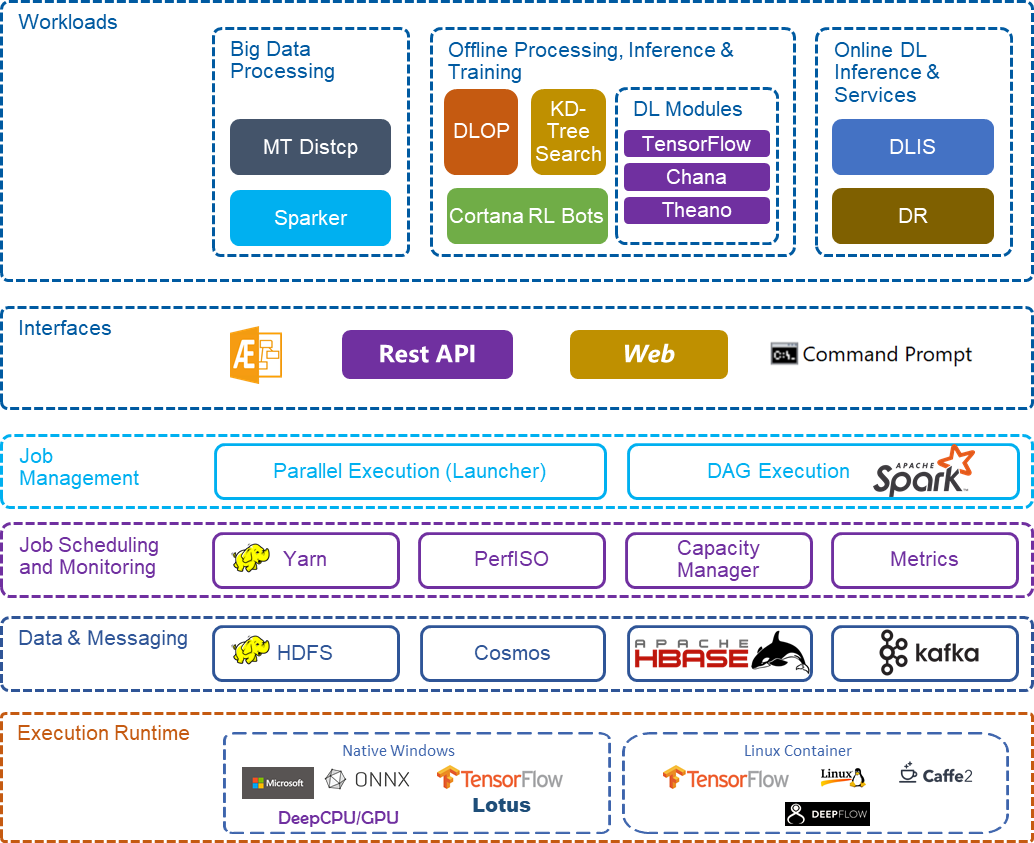 Workloads
Big Data
Processing
MT Distcp
Sparker
Offline Processing, Inference &
Training
DLOP
KD-
Tree
Search
Cortana RL Bots
DL Modules
TensorFlow
Chana
Theano
Online DL
Inference &
Services
DLIS
DR
Interfaces
Æ
Rest API
Web
C:\.
Command Prompt
Job
Management
Parallel Execution (Launcher)
DAG Execution
APACHE
Spark™
Job Scheduling
and Monitoring
Yarn
PerfISO
Capacity
Manager
Metrics
Data & Messaging
HDFS
Cosmos
APACHE
HBASE
kafka
Execution Runtime
Native Windows
Microsoft
ONNX
TensorFlow
Lotus
DeepCPU/GPU
Linux Container
TensorFlow
Linux
Caffe2
DEEPFLOW